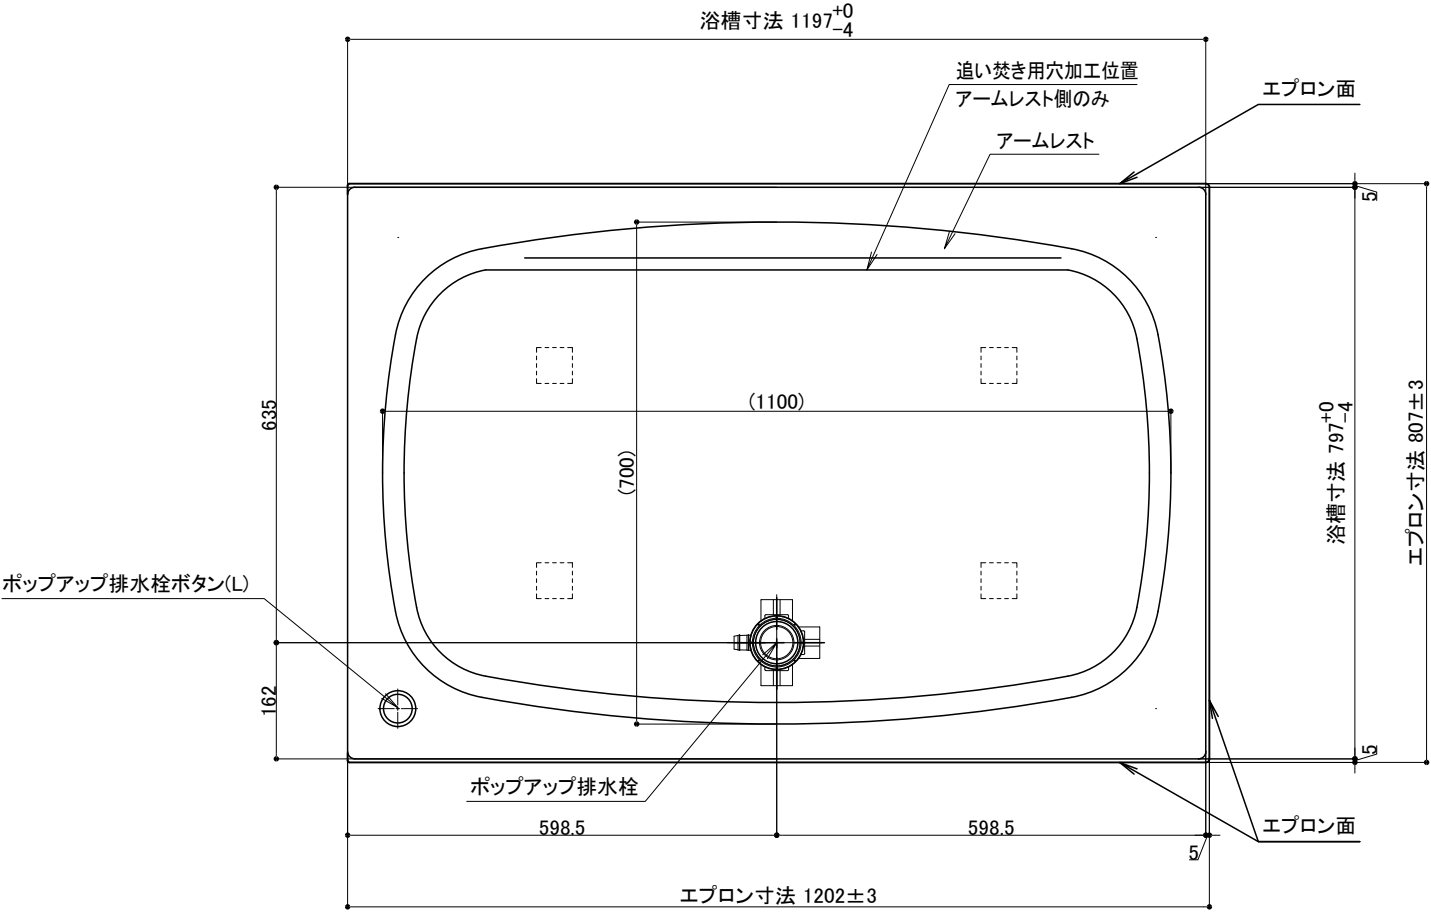 浴槽寸法 1197+0-4
追い焚き用穴加工位置
アームレスト側のみ
エプロン面
アームレスト
5
635
(1100)
(700)
浴槽寸法 797+0-4
エプロン寸法 807±3
ポップアップ排水栓ボタン(L)
162
5
ポップアップ排水栓
598.5
598.5
エプロン面
5
エプロン寸法 1202±3